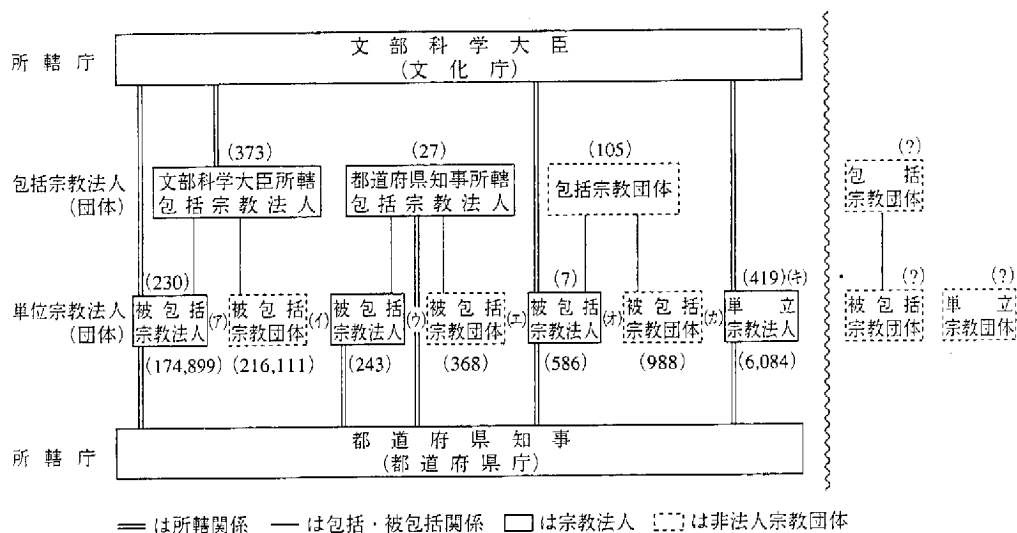 所轄庁
文部科学大臣
(文化庁)
(373)
(27)
(105)
(?)
包括宗教法人
(団体)
文部科学大臣所轄
包括宗教法人
都道府県知事所轄
包括宗教法人
包括宗教団体
包括
宗教団体
(230)
(7)
(419)(キ)
(?)
(?)
単位宗教法人
(団体)
被包括
宗教法人
(ア)
被包括
宗教団体
(イ)
被包括
宗教法人
(ウ)
被包括
宗教団体
(エ)
被包括
宗教法人
(オ)
被包括
宗教団体
(カ)
単立
宗教法人
被包括
宗教団体
単立
宗教団体
(174,899)
(216,111)
(243)
(368)
(586)
(988)
(6,084)
所轄庁
都道府県知事
(都道府県庁)
は所轄関係
は包括・被包括関係
は宗教法人
は非法人宗教団体